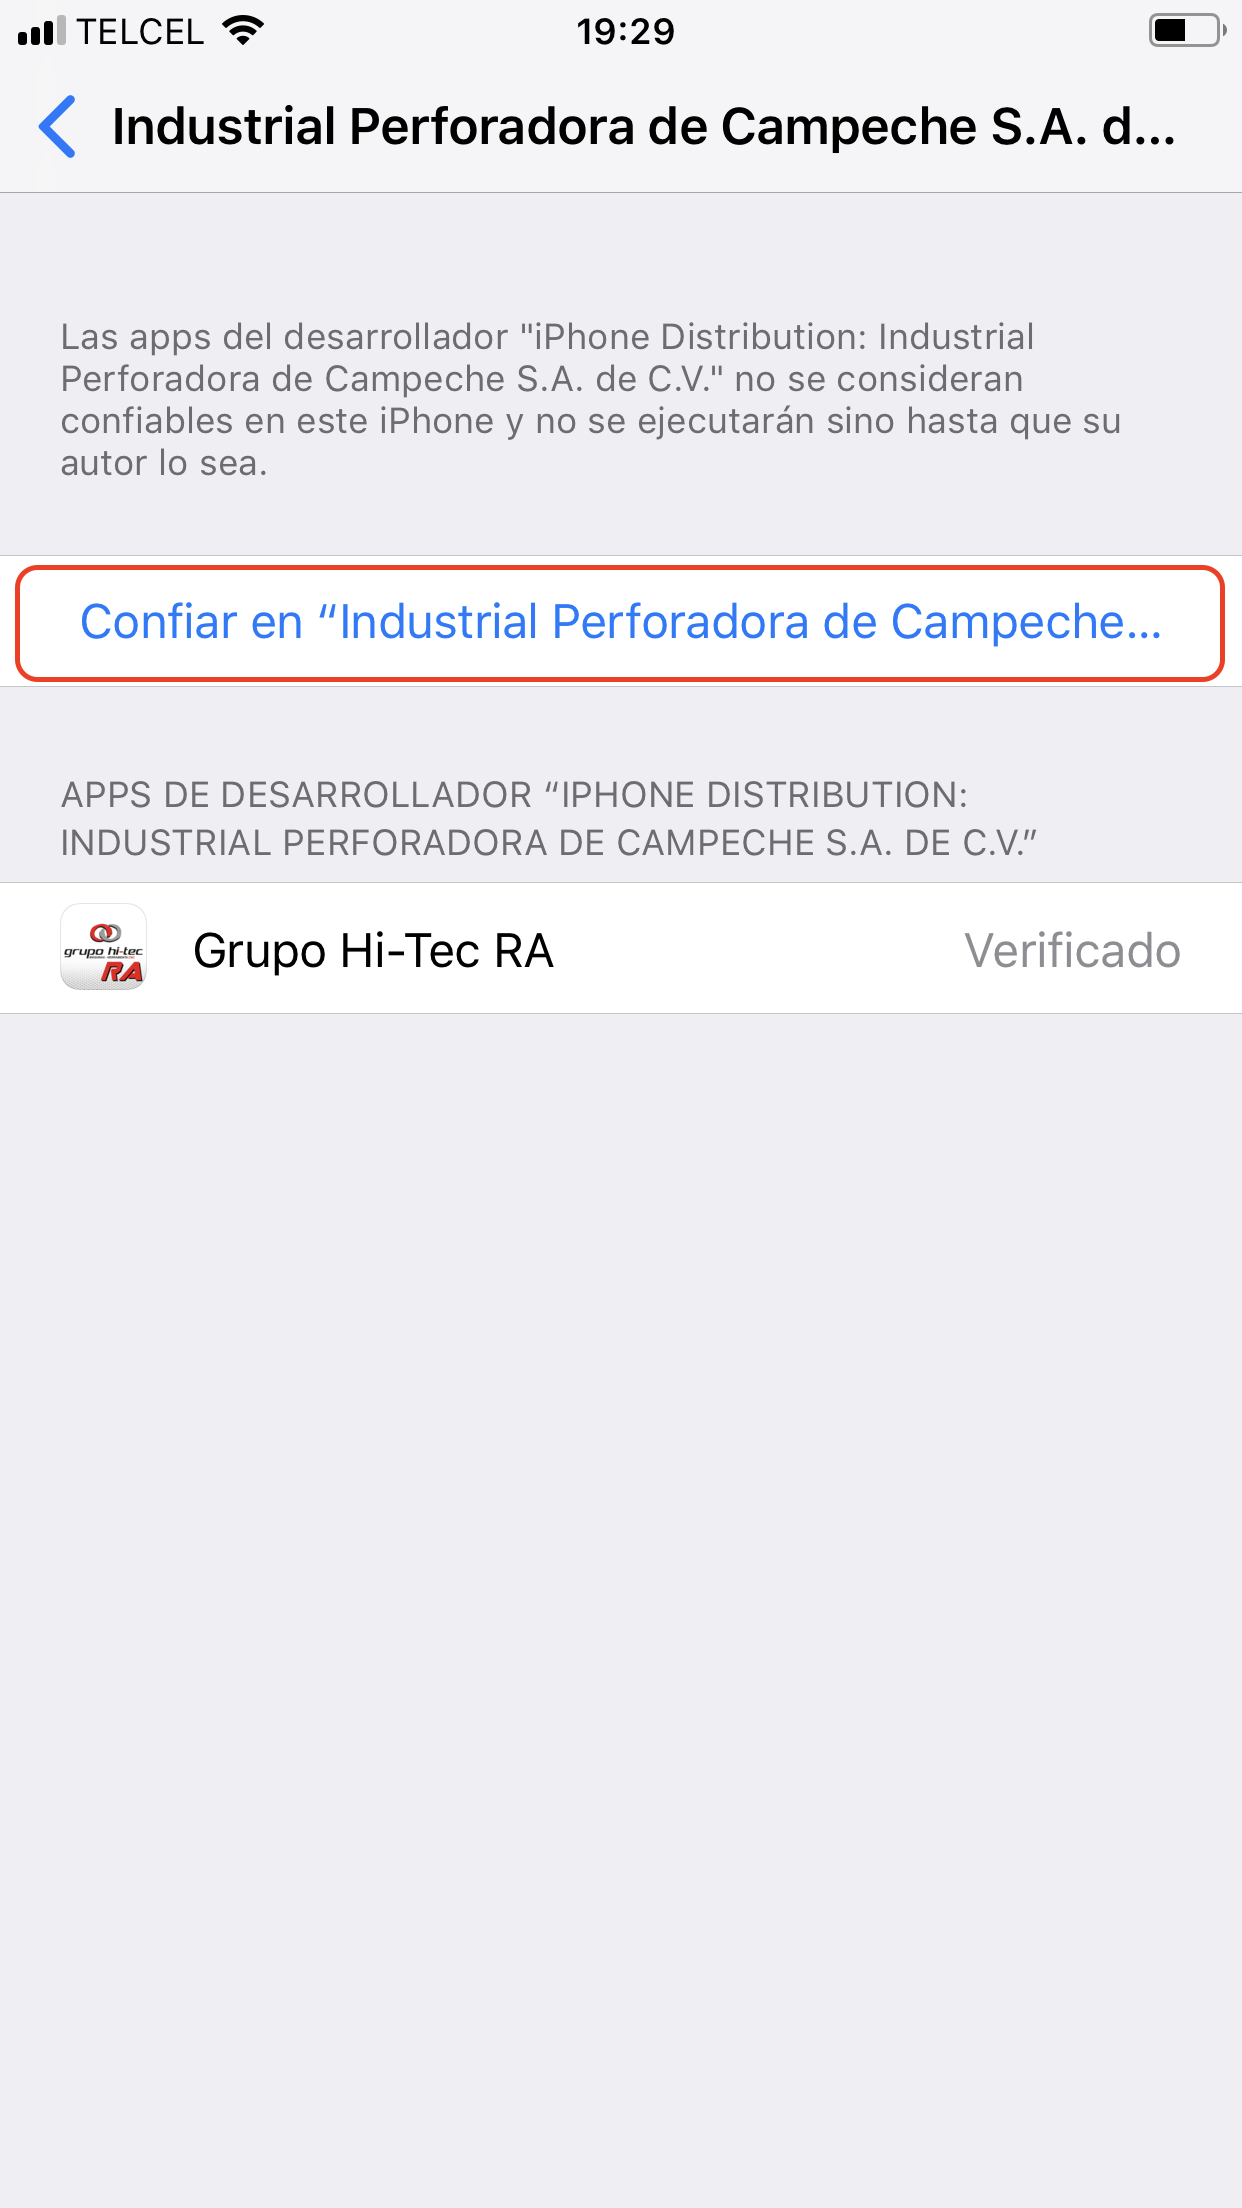 TELCEL 19:29
Industrial Perforadora de Campeche S.A. d...
Las apps del desarrollador "iPhone Distribution: Industrial
Perforadora de Campeche S.A. de C.V." no se consideran
confiables en este iPhone y no se ejecutarán sino hasta que su
autor lo sea.
Confiar en “Industrial Perforadora de Campeche...
APPS DE DESARROLLADOR “IPHONE DISTRIBUTION:
INDUSTRIAL PERFORADORA DE CAMPECHE S.A. DE C.V.”
grupo hi-tec
RA
Grupo Hi-Tec RA Verificado